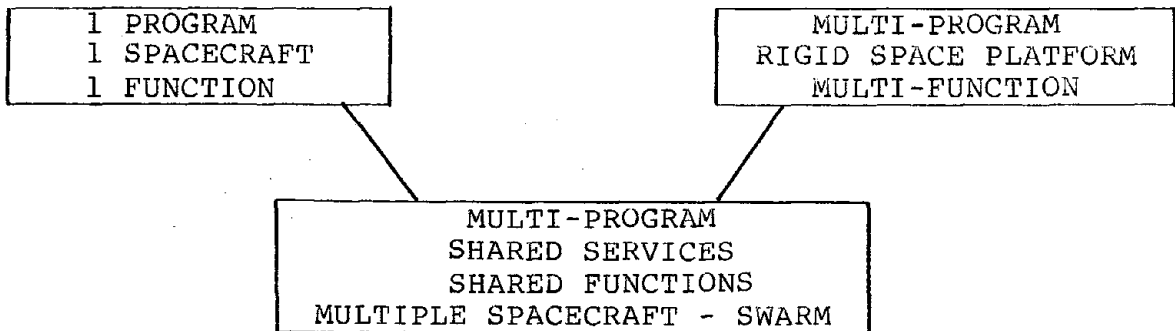 1 PROGRAM
1 SPACECRAFT
1 FUNCTION
MULTI-PROGRAM
RIGID SPACE PLATFORM
MULTI-FUNCTION
MULTI-PROGRAM
SHARED SERVICES
SHARED FUNCTIONS
MULTIPLE SPACECRAFT - SWARM